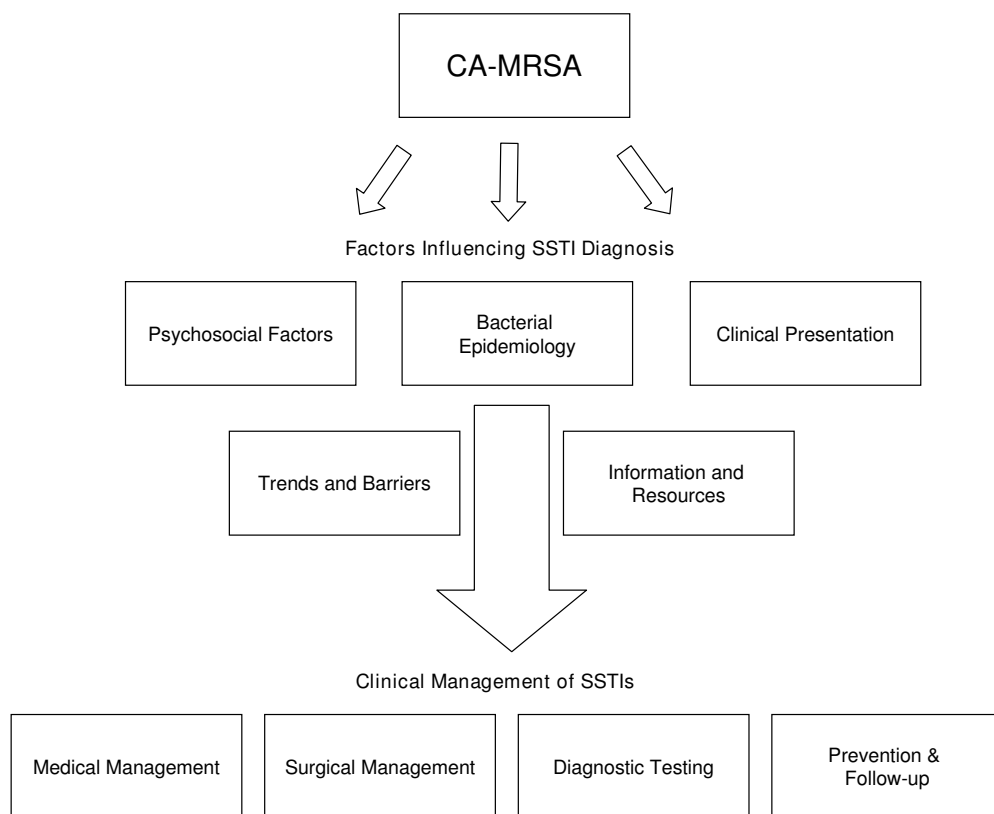 CA-MRSA
Factors Influencing SSTI Diagnosis
Psychosocial Factors
Bacterial
Epidemiology
Clinical Presentation
Trends and Barriers
Information and
Resources
Clinical Management of SSTIs
Medical Management
Surgical Management
Diagnostic Testing
Prevention &
Follow-up